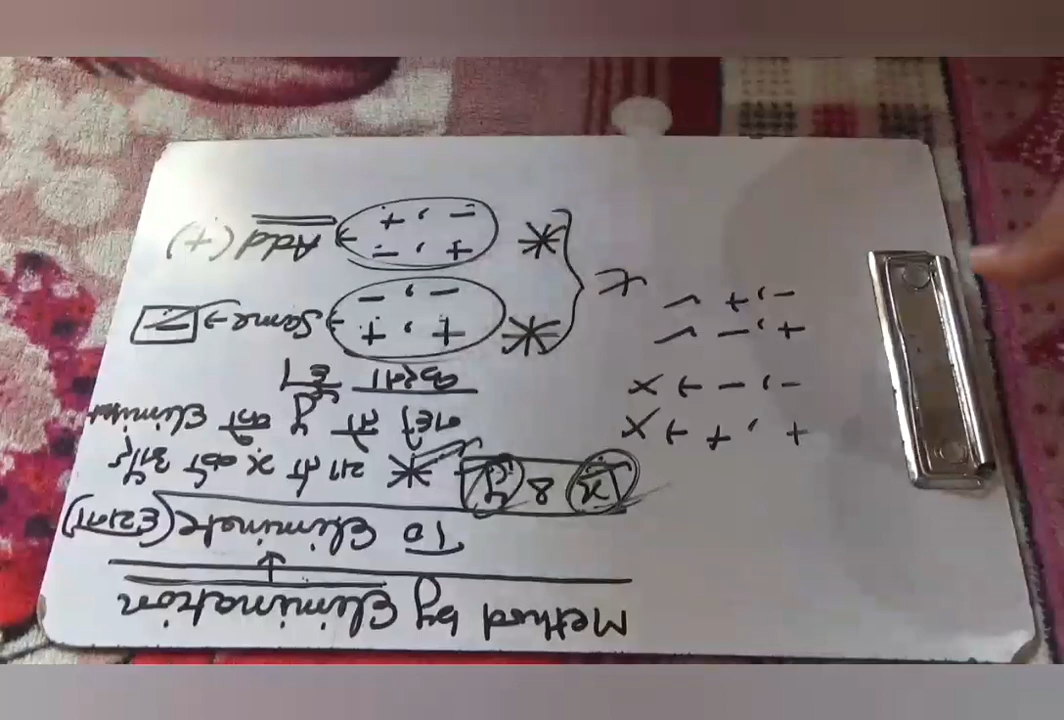 Method by Elimination
↑
To Eliminate (हटाना)
x & y
* या तो x को और
नहीं तो y को Eliminat
करना है।
* +, + -, - Same → -
* +, - -, + Add (+)
+, + + ×
-, - + ×
+, - -
-, + -